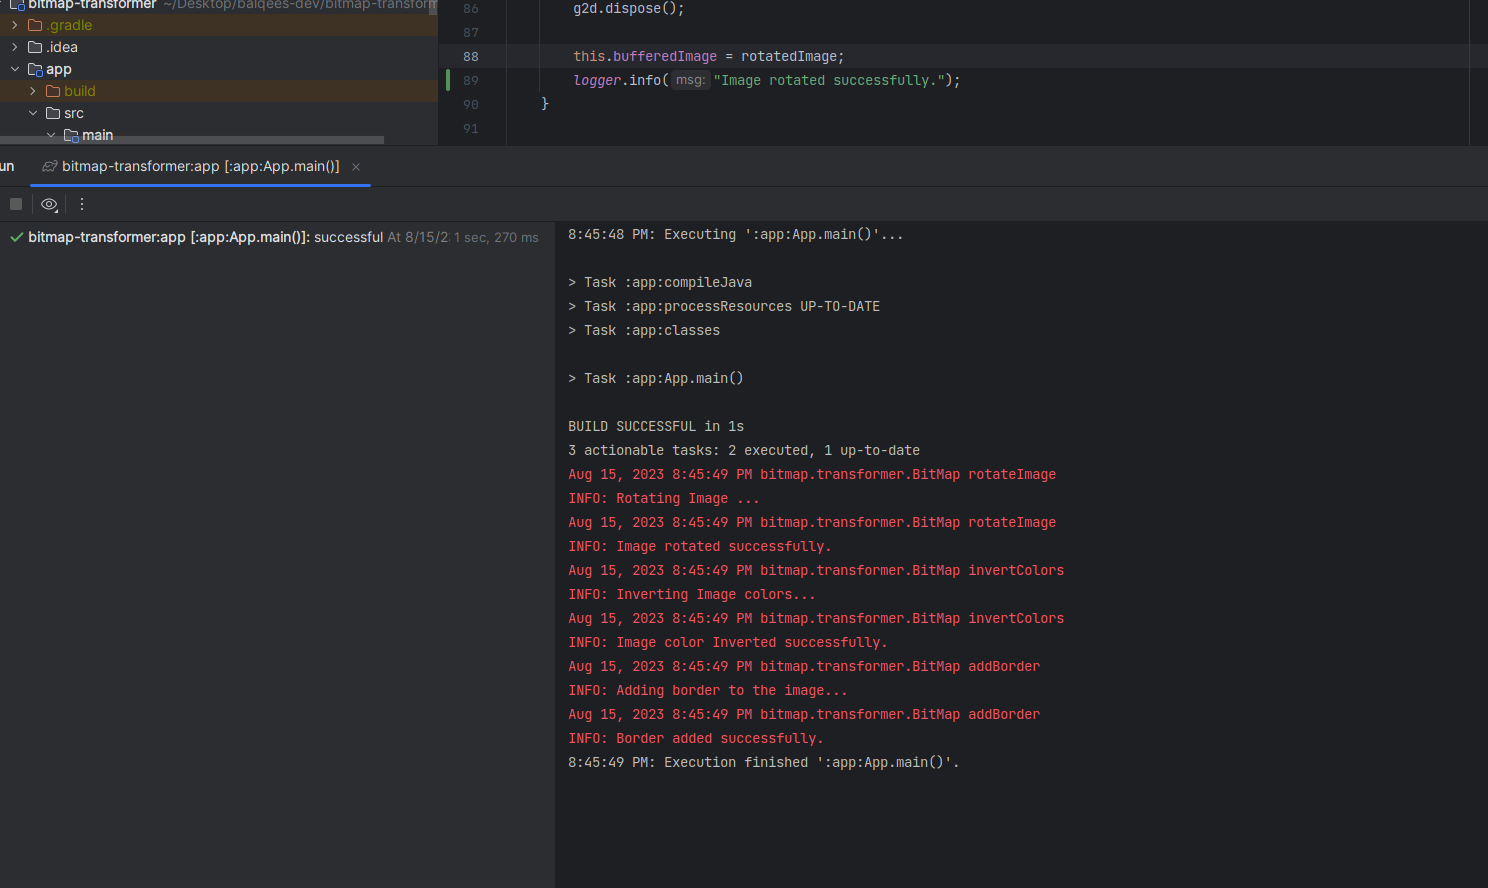 bitmap-transformer ~/Desktop/balqees-dev/bitmap-transform
.gradle
.idea
app
build
src
main
86 g2d.dispose();
87
88 this.bufferedImage = rotatedImage;
89 logger.info( msg: "Image rotated successfully.");
90 }
91
un bitmap-transformer:app [:app:App.main()] ×
bitmap-transformer:app [:app:App.main()]: successful At 8/15/2: 1 sec, 270 ms
8:45:48 PM: Executing ':app:App.main()'...
> Task :app:compileJava
> Task :app:processResources UP-TO-DATE
> Task :app:classes
> Task :app:App.main()
BUILD SUCCESSFUL in 1s
3 actionable tasks: 2 executed, 1 up-to-date
Aug 15, 2023 8:45:49 PM bitmap.transformer.BitMap rotateImage
INFO: Rotating Image ...
Aug 15, 2023 8:45:49 PM bitmap.transformer.BitMap rotateImage
INFO: Image rotated successfully.
Aug 15, 2023 8:45:49 PM bitmap.transformer.BitMap invertColors
INFO: Inverting Image colors...
Aug 15, 2023 8:45:49 PM bitmap.transformer.BitMap invertColors
INFO: Image color Inverted successfully.
Aug 15, 2023 8:45:49 PM bitmap.transformer.BitMap addBorder
INFO: Adding border to the image...
Aug 15, 2023 8:45:49 PM bitmap.transformer.BitMap addBorder
INFO: Border added successfully.
8:45:49 PM: Execution finished ':app:App.main()'.